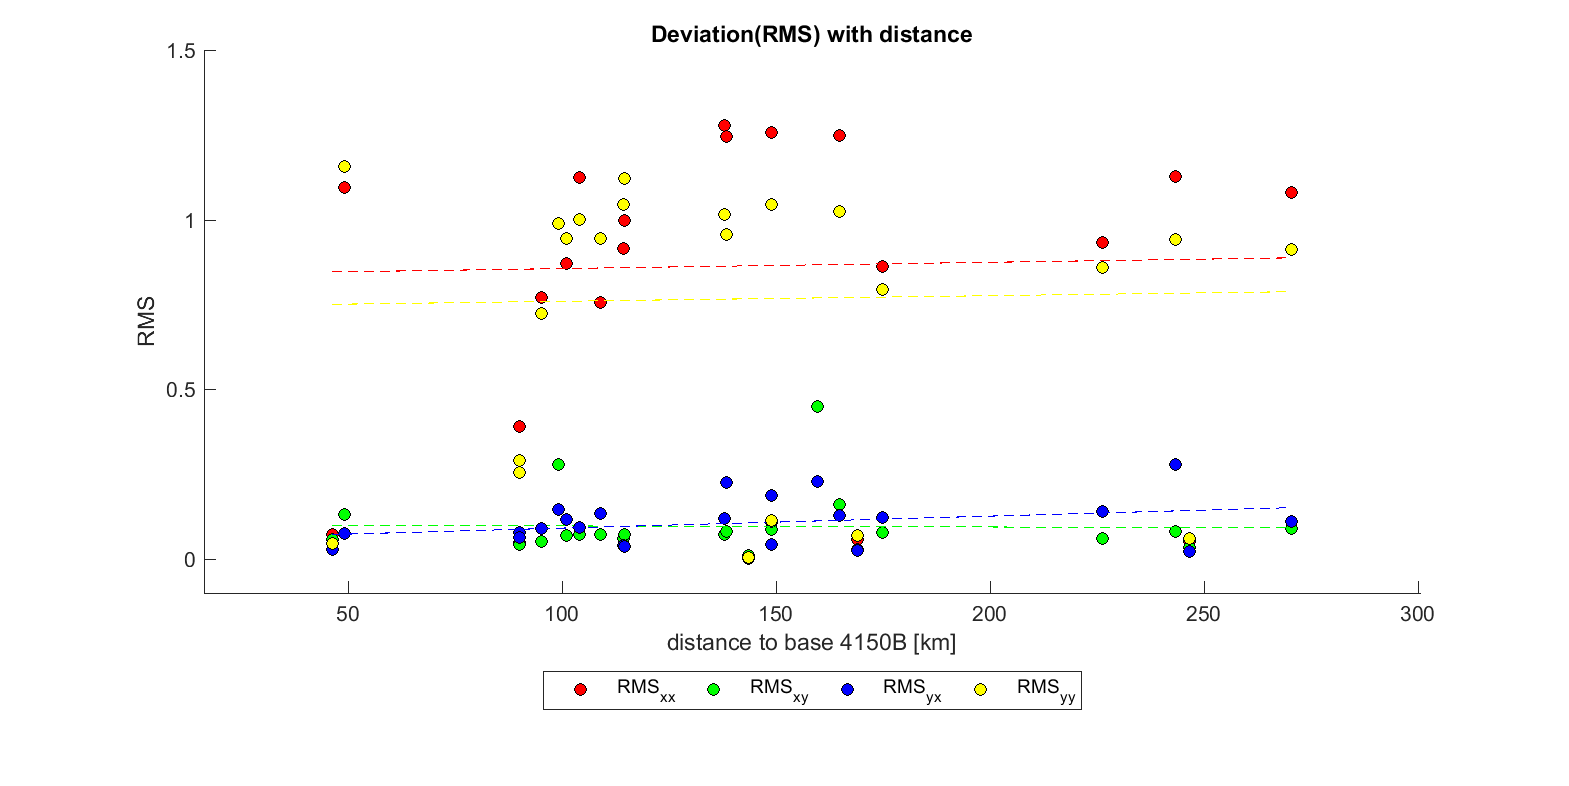 Deviation(RMS) with distance
1.5
1
0.5
0
RMS
50 100 150 200 250 300
distance to base 4150B [km]
RMSxx RMSxy RMSyx RMSyy